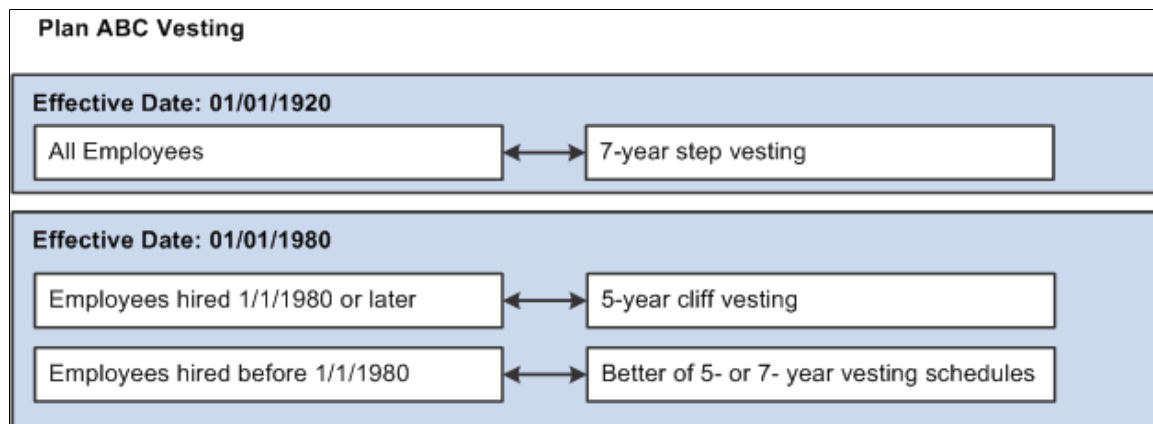 Plan ABC Vesting
Effective Date: 01/01/1920
All Employees
7-year step vesting
Effective Date: 01/01/1980
Employees hired 1/1/1980 or later
5-year cliff vesting
Employees hired before 1/1/1980
Better of 5- or 7- year vesting schedules